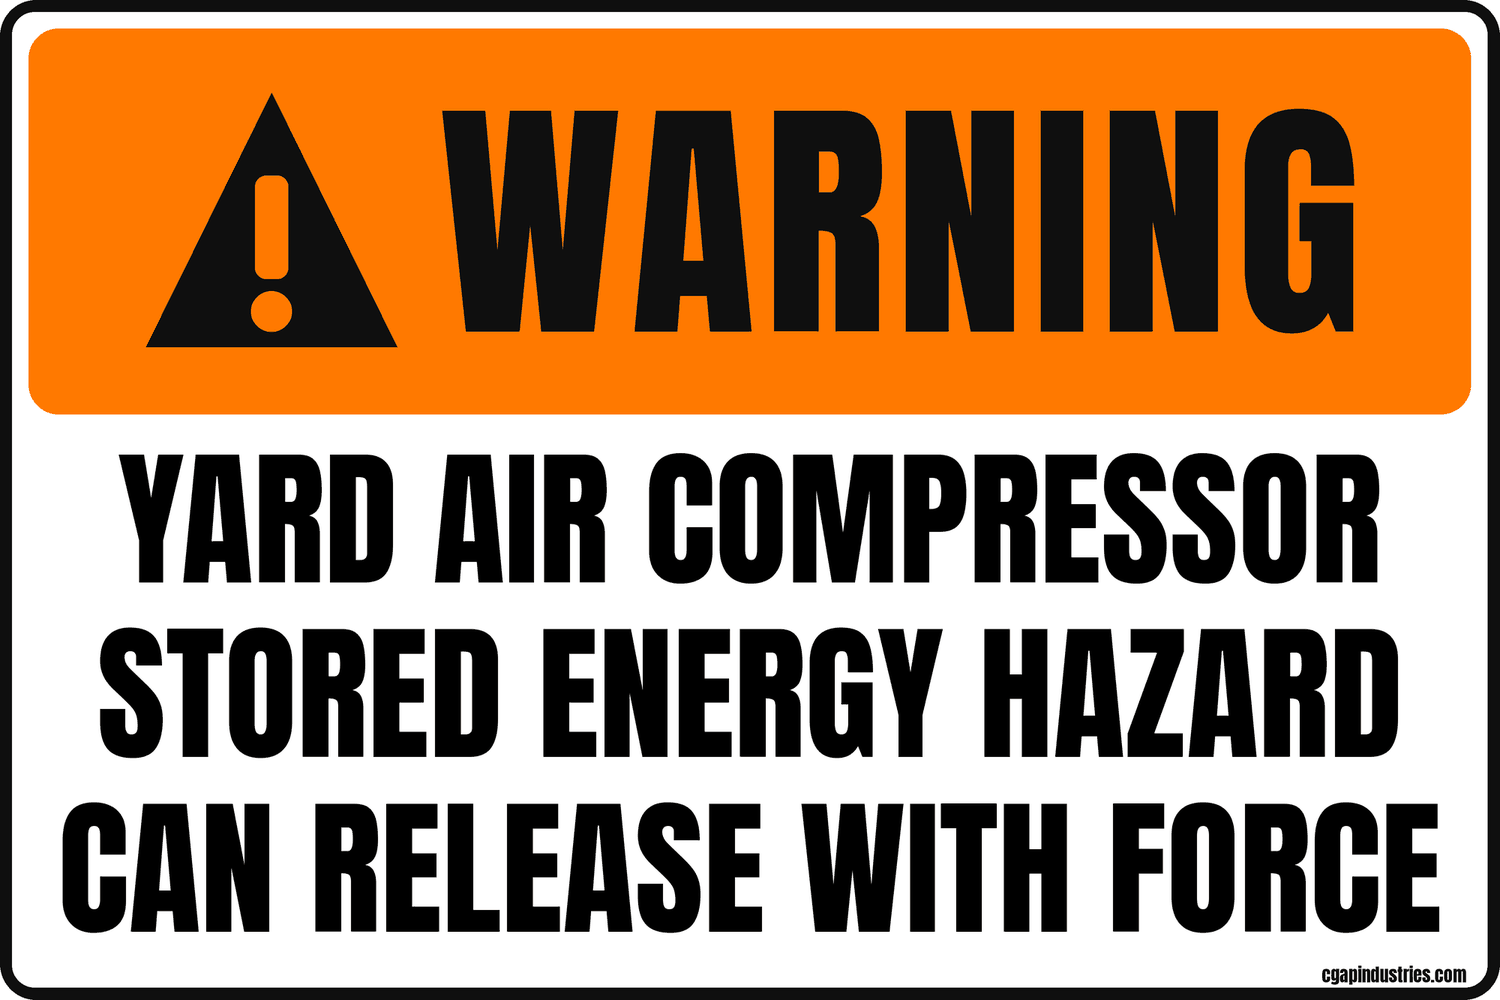 WARNING
YARD AIR COMPRESSOR
STORED ENERGY HAZARD
CAN RELEASE WITH FORCE
cgapindustries.com